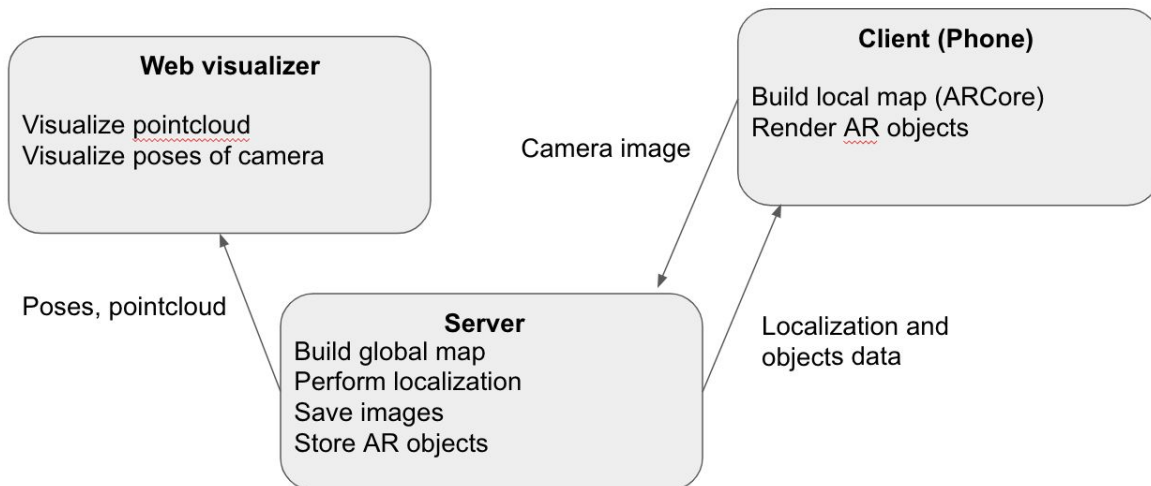 Web visualizer
Visualize pointcloud
Visualize poses of camera
Client (Phone)
Build local map (ARCore)
Render AR objects
Camera image
Poses, pointcloud
Server
Build global map
Perform localization
Save images
Store AR objects
Localization and
objects data